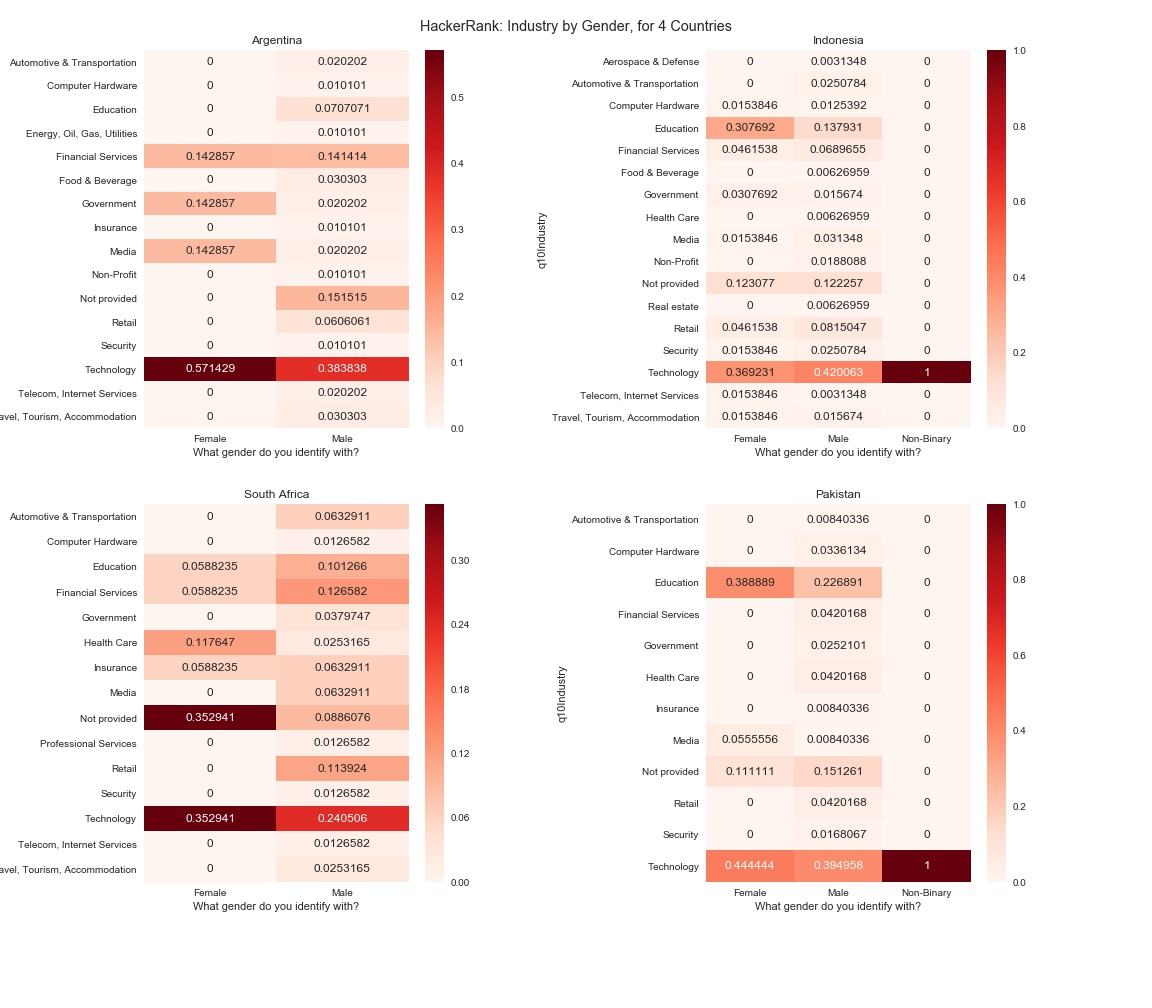 HackerRank: Industry by Gender, for 4 Countries
Argentina
Automotive & Transportation 0 0.020202
Computer Hardware 0 0.010101
Education 0 0.0707071
Energy, Oil, Gas, Utilities 0 0.010101
Financial Services 0.142857 0.141414
Food & Beverage 0 0.030303
Government 0.142857 0.020202
Insurance 0 0.010101
Media 0.142857 0.020202
Non-Profit 0 0.010101
Not provided 0 0.151515
Retail 0 0.0606061
Security 0 0.010101
Technology 0.571429 0.383838
Telecom, Internet Services 0 0.020202
avel, Tourism, Accommodation 0 0.030303
Female Male
What gender do you identify with?
0.5
0.4
0.3
0.2
0.1
0.0
Indonesia
q10Industry
Aerospace & Defense 0 0.0031348 0
Automotive & Transportation 0 0.0250784 0
Computer Hardware 0.0153846 0.0125392 0
Education 0.307692 0.137931 0
Financial Services 0.0461538 0.0689655 0
Food & Beverage 0 0.00626959 0
Government 0.0307692 0.015674 0
Health Care 0 0.00626959 0
Media 0.0153846 0.031348 0
Non-Profit 0 0.0188088 0
Not provided 0.123077 0.122257 0
Real estate 0 0.00626959 0
Retail 0.0461538 0.0815047 0
Security 0.0153846 0.0250784 0
Technology 0.369231 0.420063 1
Telecom, Internet Services 0.0153846 0.0031348 0
Travel, Tourism, Accommodation 0.0153846 0.015674 0
Female Male Non-Binary
What gender do you identify with?
1.0
0.8
0.6
0.4
0.2
0.0
South Africa
Automotive & Transportation 0 0.0632911
Computer Hardware 0 0.0126582
Education 0.0588235 0.101266
Financial Services 0.0588235 0.126582
Government 0 0.0379747
Health Care 0.117647 0.0253165
Insurance 0.0588235 0.0632911
Media 0 0.0632911
Not provided 0.352941 0.0886076
Professional Services 0 0.0126582
Retail 0 0.113924
Security 0 0.0126582
Technology 0.352941 0.240506
Telecom, Internet Services 0 0.0126582
avel, Tourism, Accommodation 0 0.0253165
Female Male
What gender do you identify with?
0.30
0.24
0.18
0.12
0.06
0.00
Pakistan
q10Industry
Automotive & Transportation 0 0.00840336 0
Computer Hardware 0 0.0336134 0
Education 0.388889 0.226891 0
Financial Services 0 0.0420168 0
Government 0 0.0252101 0
Health Care 0 0.0420168 0
Insurance 0 0.00840336 0
Media 0.0555556 0.00840336 0
Not provided 0.111111 0.151261 0
Retail 0 0.0420168 0
Security 0 0.0168067 0
Technology 0.444444 0.394958 1
Female Male Non-Binary
What gender do you identify with?
1.0
0.8
0.6
0.4
0.2
0.0